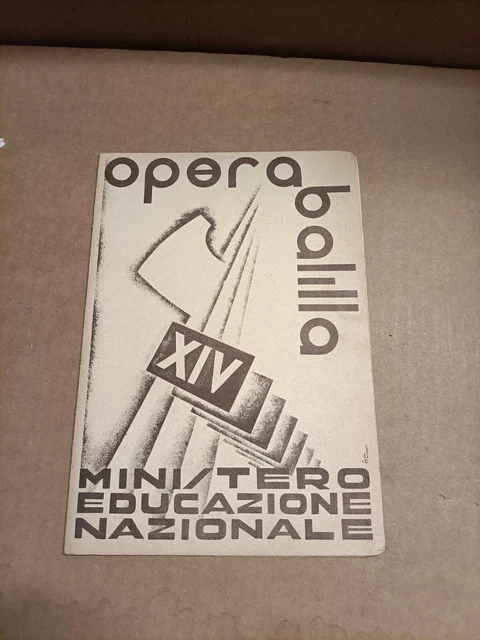 opera
balilla
XIV
MINISTERO
EDUCAZIONE
NAZIONALE